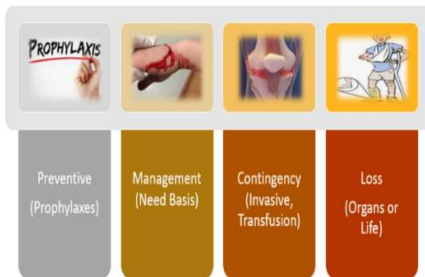 PROPHYLAXIS
Preventive
(Prophylaxes)
Management
(Need Basis)
Contingency
(Invasive,
Transfusion)
Loss
(Organs or
Life)